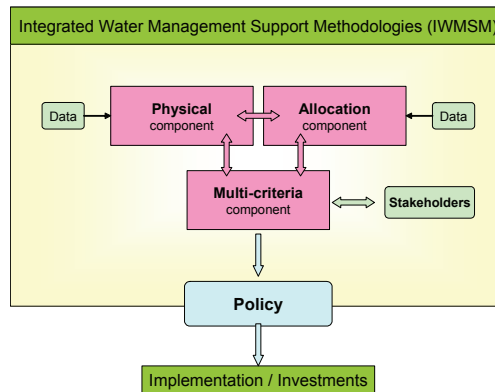 Integrated Water Management Support Methodologies (IWMSM)
Physical
component
Allocation
component
Data
Data
Multi-criteria
component
Stakeholders
Policy
Implementation / Investments